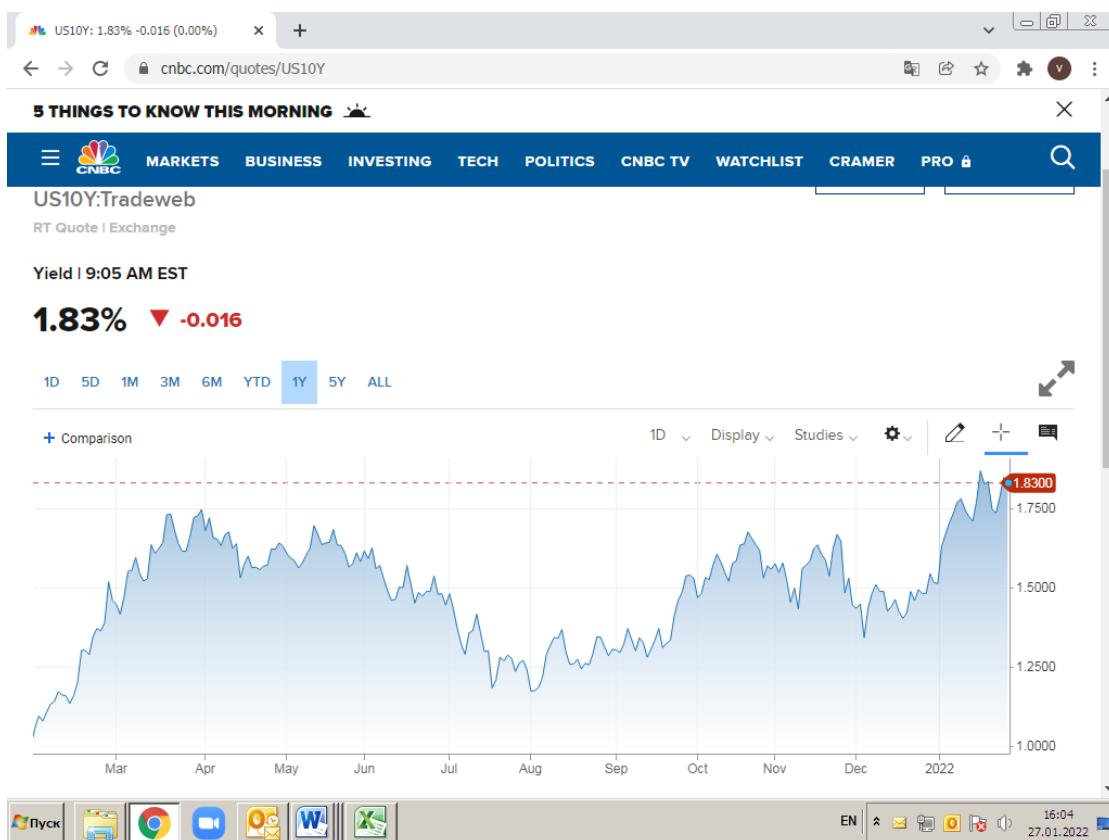 US10Y: 1.83% -0.016 (0.00%)
cnbc.com/quotes/US10Y
V
5 THINGS TO KNOW THIS MORNING
CNBC MARKETS BUSINESS INVESTING TECH POLITICS CNBC TV WATCHLIST CRAMER PRO
US10Y:Tradeweb
RT Quote | Exchange
Yield | 9:05 AM EST
1.83% ▼ -0.016
1D 5D 1M 3M 6M YTD 1Y 5Y ALL
+ Comparison 1D Display Studies
1.8300
1.7500
1.5000
1.2500
1.0000
Mar Apr May Jun Jul Aug Sep Oct Nov Dec 2022
Пуск EN 16:04
27.01.2022